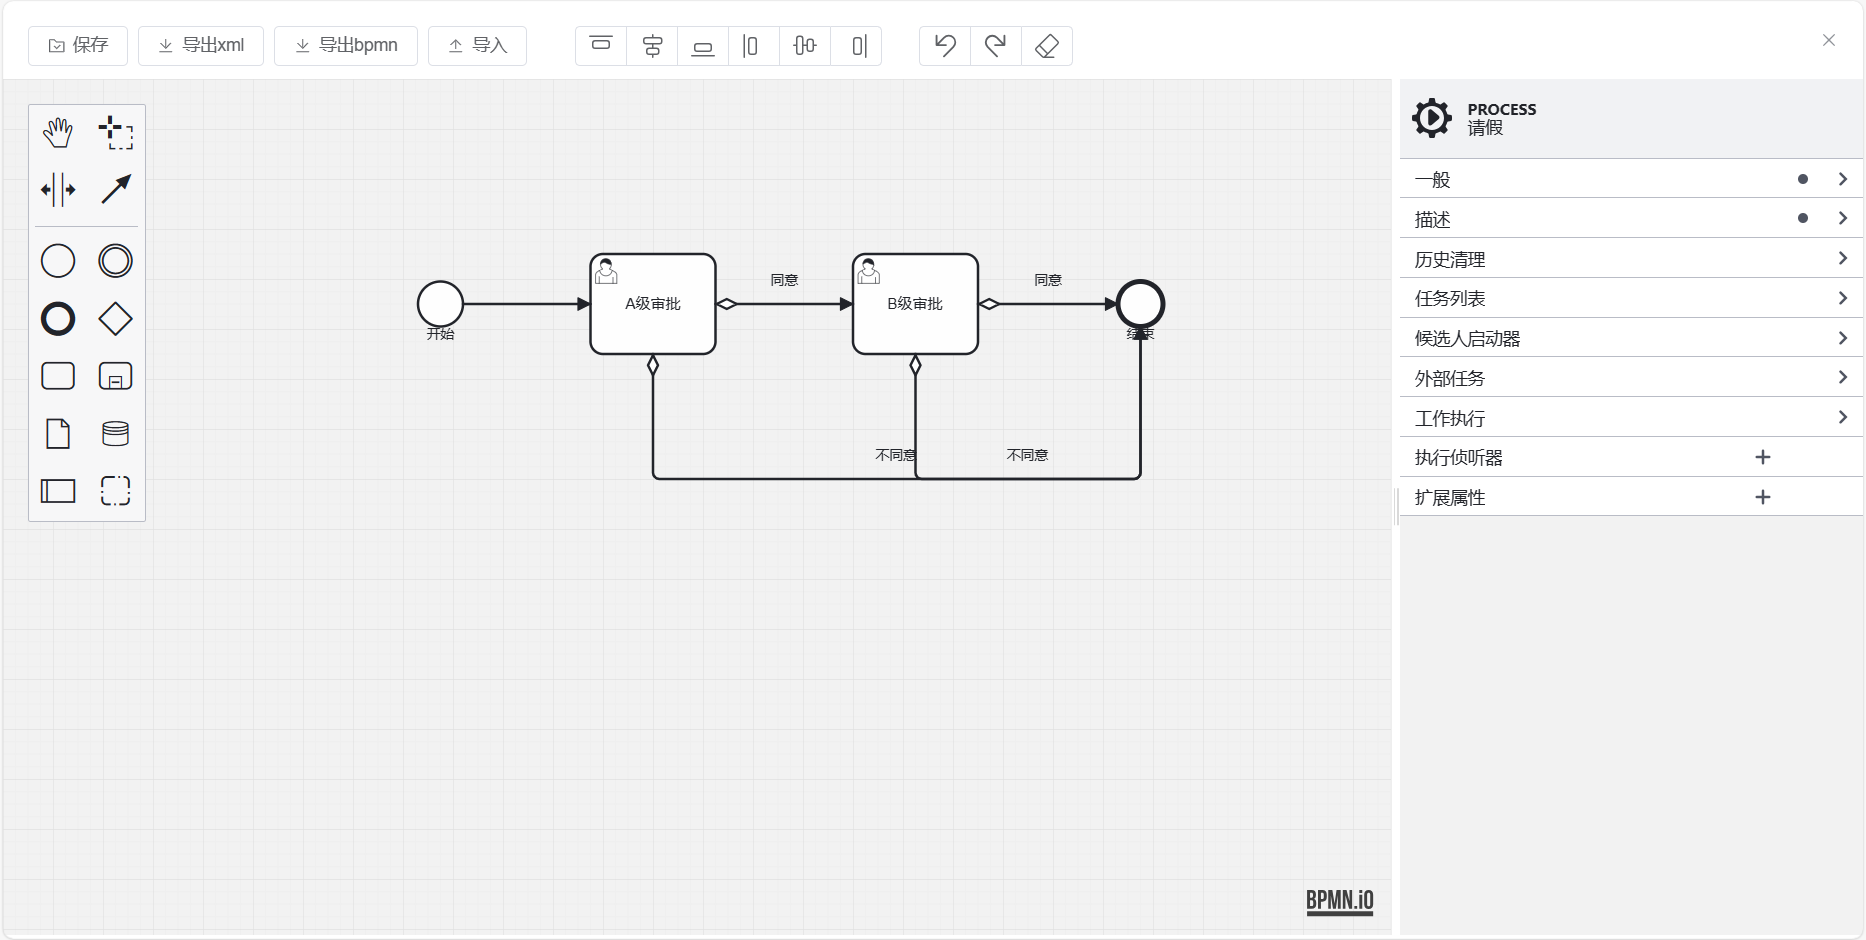 保存
导出xml
导出bpmn
导入
PROCESS
请假
一般
描述
历史清理
任务列表
候选人启动器
外部任务
工作执行
执行侦听器
扩展属性
同意
同意
A级审批
B级审批
开始
结束
不同意
不同意
BPMN.iO